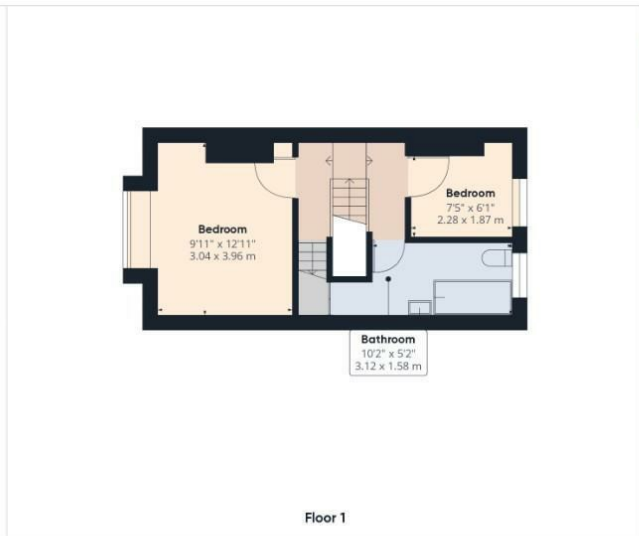 Bedroom
9'11" x 12'11"
3.04 x 3.96 m
Bedroom
7'5" x 6'1"
2.28 x 1.87 m
Bathroom
10'2" x 5'2"
3.12 x 1.58 m
Floor 1